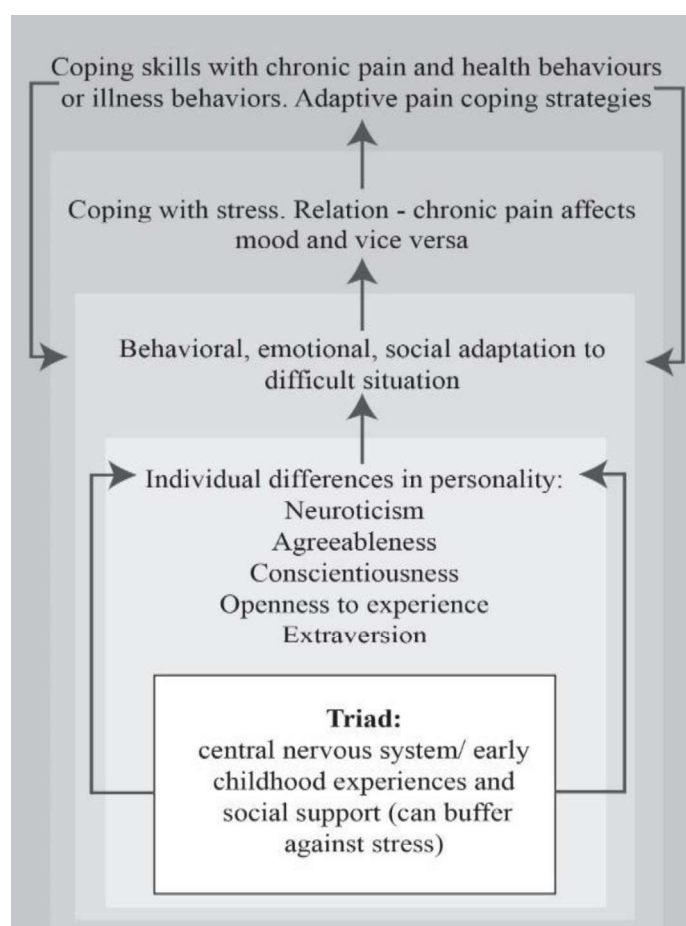 Coping skills with chronic pain and health behaviours
or illness behaviors. Adaptive pain coping strategies
Coping with stress. Relation - chronic pain affects
mood and vice versa
Behavioral, emotional, social adaptation to
difficult situation
Individual differences in personality:
Neuroticism
Agreeableness
Conscientiousness
Openness to experience
Extraversion
Triad:
central nervous system/ early
childhood experiences and
social support (can buffer
against stress)